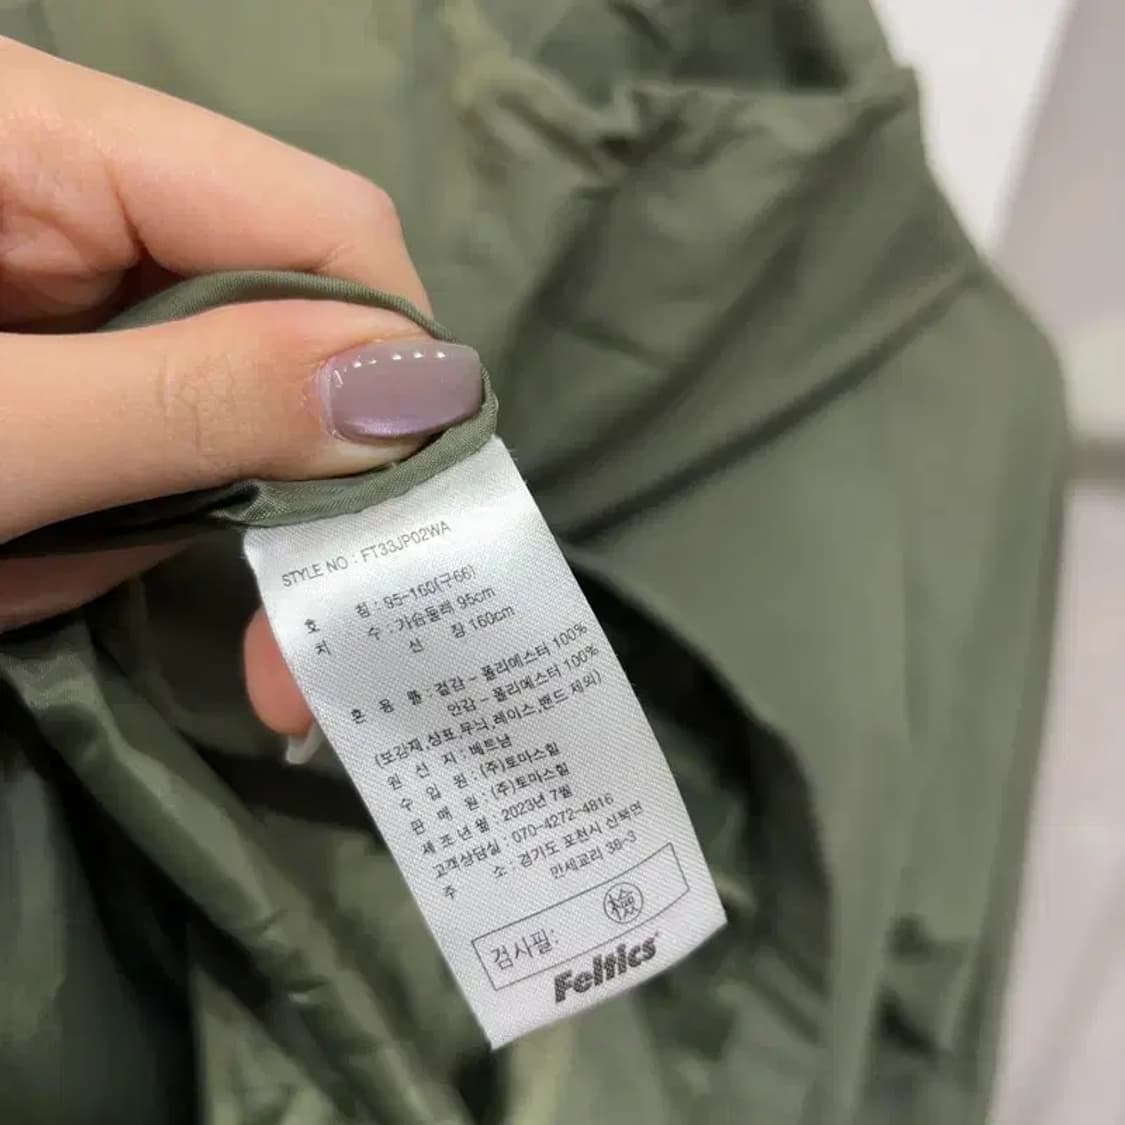 STYLE NO : FT33JP02WA
호 칭 : 95-160(구66)
치 수 : 가슴둘레 95cm
신 장 160cm
혼 용 률 : 겉감 - 폴리에스터 100%
안감 - 폴리에스터 100%
(보강재,상표,무늬,레이스,밴드 제외)
원 산 지 : 베트남
수 입 원 : (주)토마스힐
판 매 원 : (주)토마스힐
제조년월 : 2023년 7월
고객상담실 : 070-4272-4816
주 소 : 경기도 포천시 신북면
만세교리 38-3
검사필: 檢
Feltics